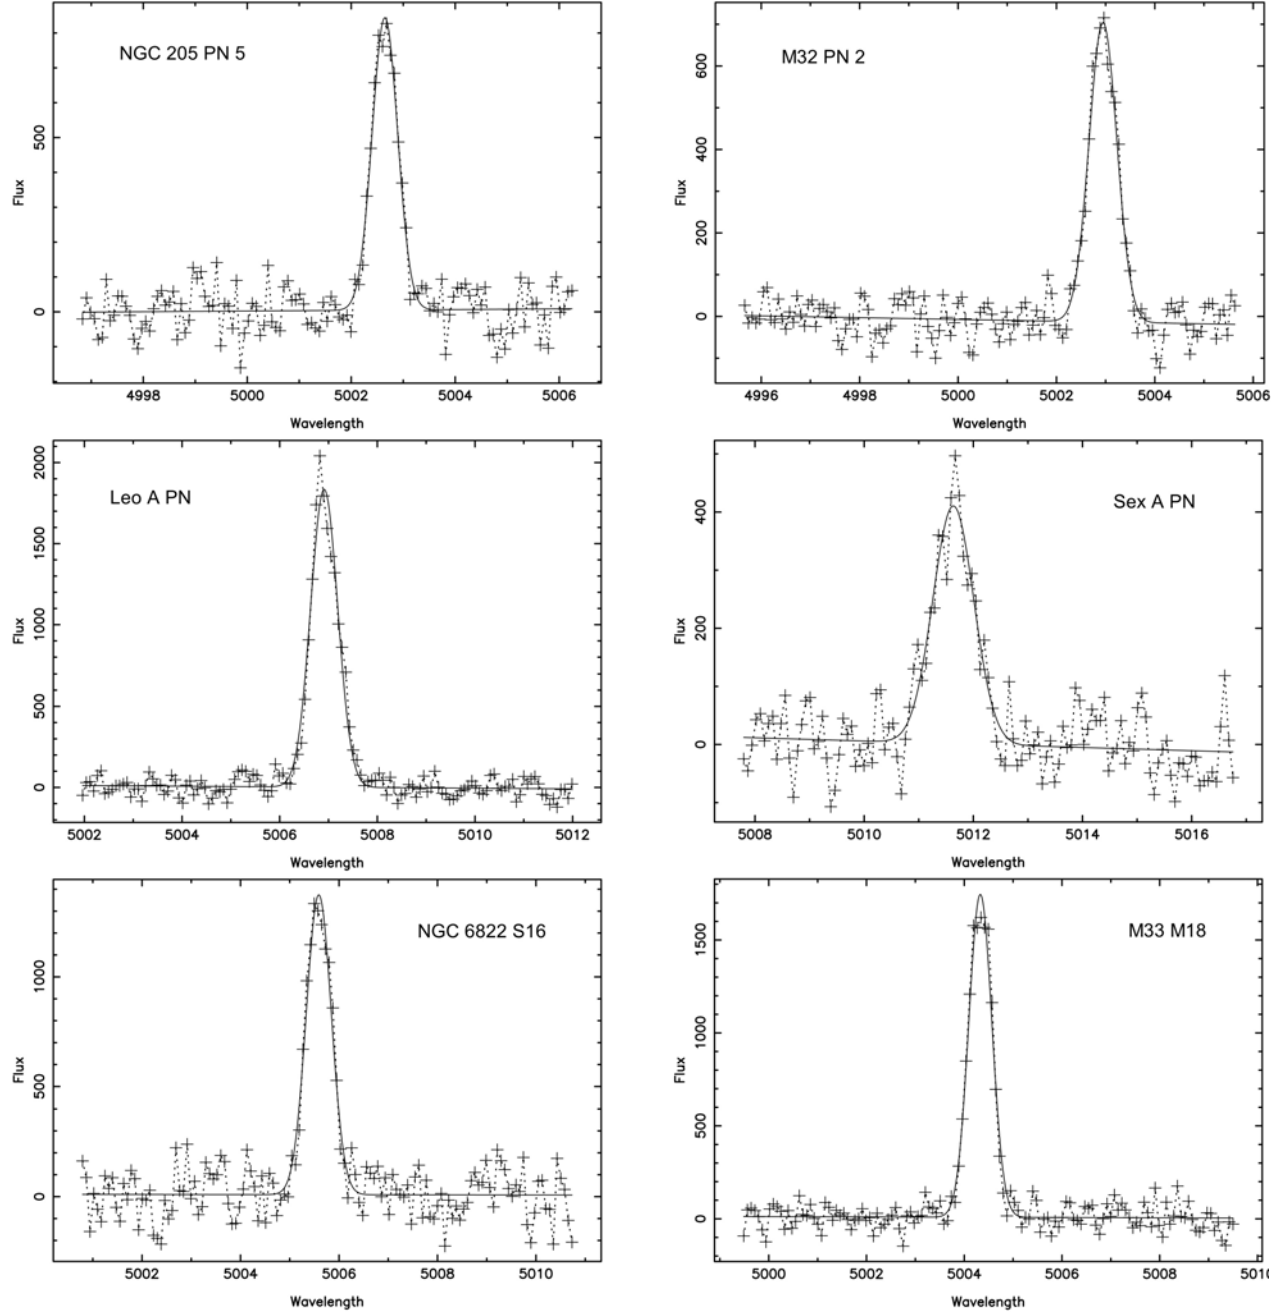 NGC 205 PN 5
Flux
0
500
4998 5000 5002 5004 5006
Wavelength
M32 PN 2
Flux
0
200
400
600
4996 4998 5000 5002 5004 5006
Wavelength
Leo A PN
Flux
0
500
1000
1500
2000
5002 5004 5006 5008 5010 5012
Wavelength
Sex A PN
Flux
0
200
400
5008 5010 5012 5014 5016
Wavelength
NGC 6822 S16
Flux
0
500
1000
5002 5004 5006 5008 5010
Wavelength
M33 M18
Flux
0
500
1000
1500
5000 5002 5004 5006 5008 5010
Wavelength